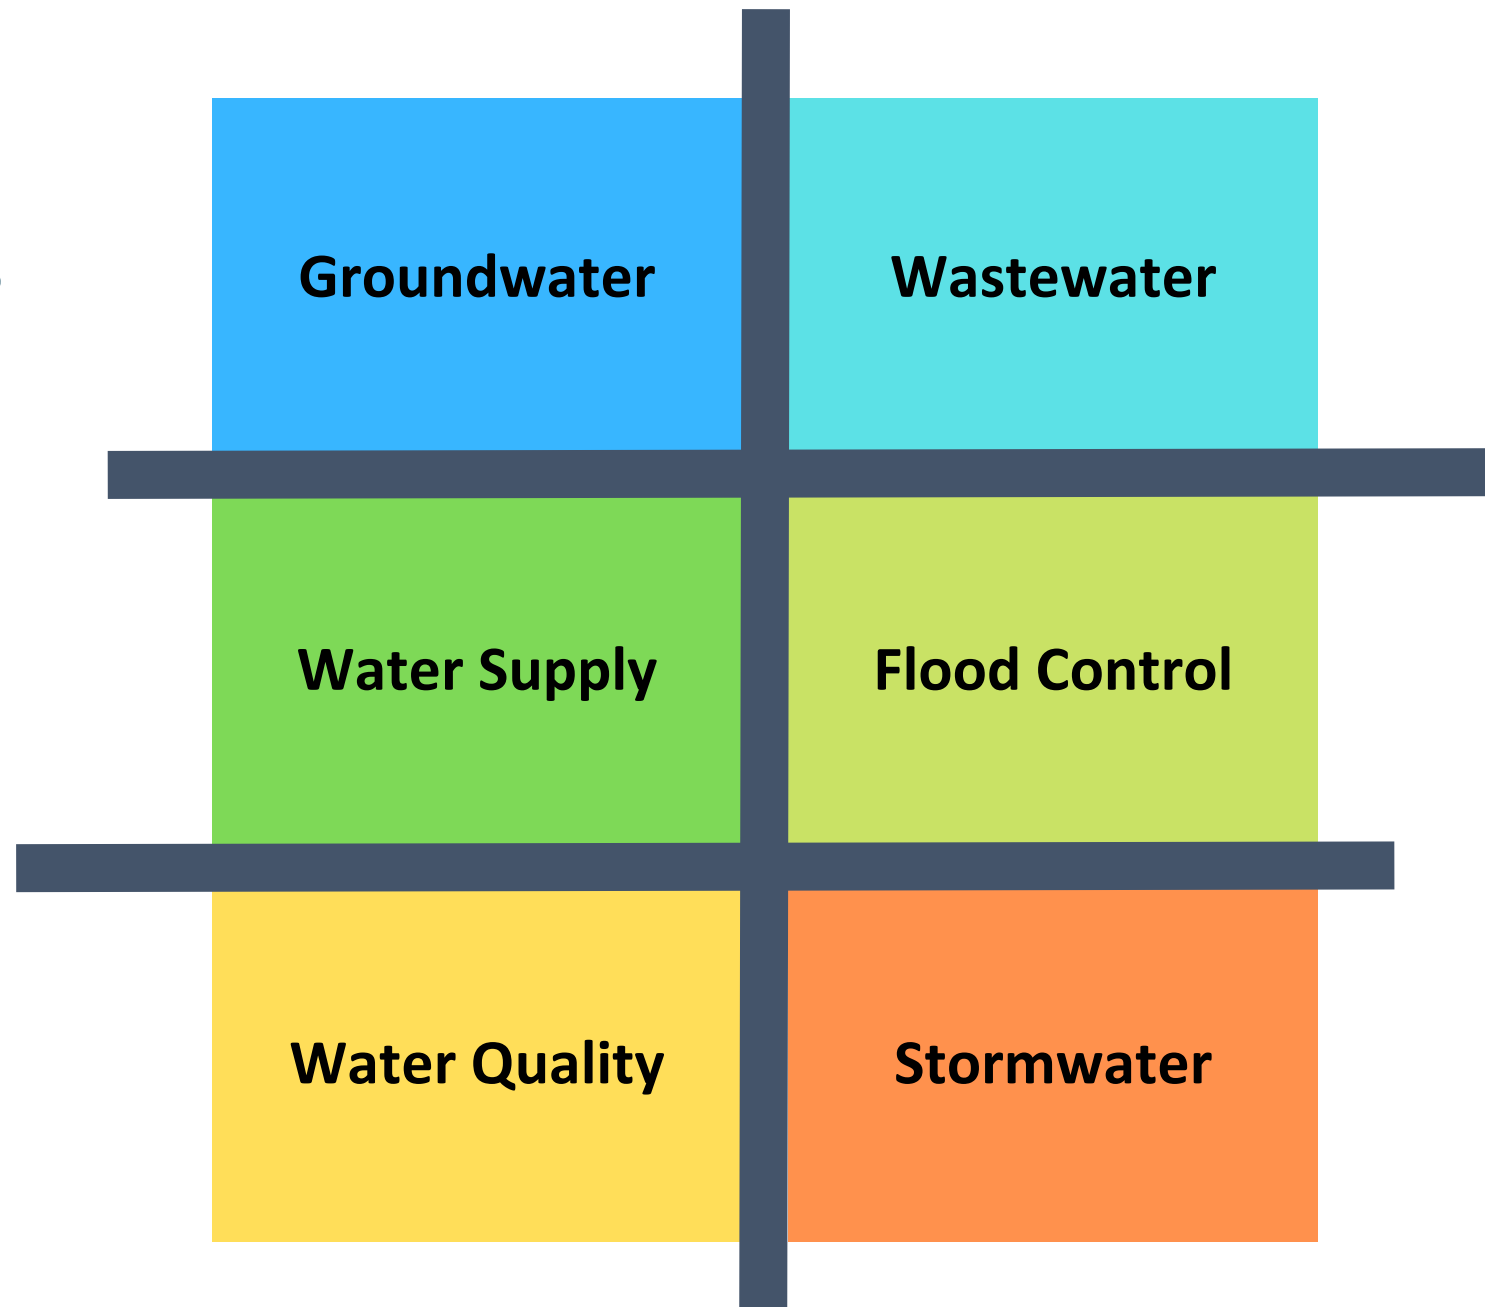 Groundwater
Wastewater
Water Supply
Flood Control
Water Quality
Stormwater